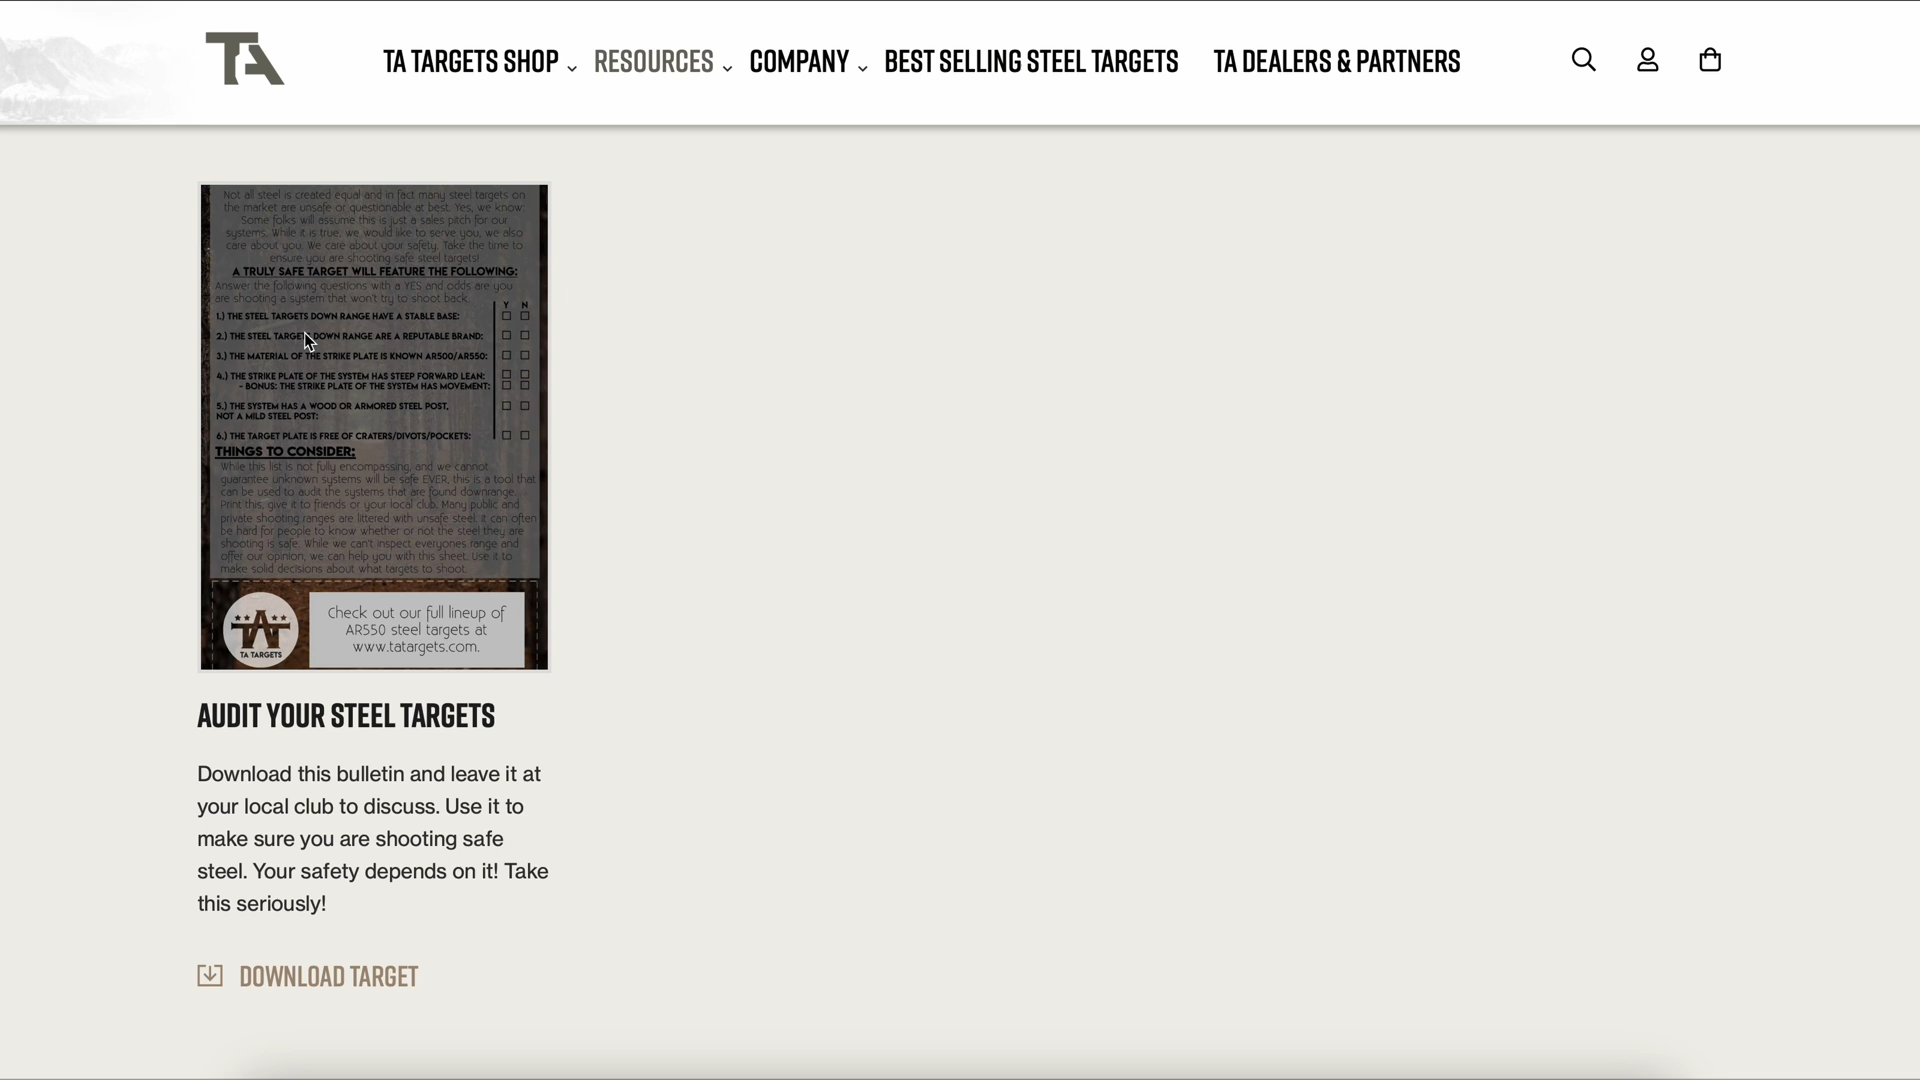 TA
TA TARGETS SHOP
RESOURCES
COMPANY
BEST SELLING STEEL TARGETS
TA DEALERS & PARTNERS
Not all steel is created equal and in fact many steel targets on
the market are unsafe or questionable at best. Yes, we know:
Some folks will assume this is just a sales pitch for our
systems. While it is true, we would like to serve you, we also
care about you. We care about your safety. Take the time to
ensure you are shooting safe steel targets!
A TRULY SAFE TARGET WILL FEATURE THE FOLLOWING:
Answer the following questions with a YES and odds are you
are shooting a system that won't try to shoot back.
Y N
1.) THE STEEL TARGETS DOWN RANGE HAVE A STABLE BASE:
2.) THE STEEL TARGETS DOWN RANGE ARE A REPUTABLE BRAND:
3.) THE MATERIAL OF THE STRIKE PLATE IS KNOWN AR500/AR550:
4.) THE STRIKE PLATE OF THE SYSTEM HAS STEEP FORWARD LEAN:
- BONUS: THE STRIKE PLATE OF THE SYSTEM HAS MOVEMENT:
5.) THE SYSTEM HAS A WOOD OR ARMORED STEEL POST,
NOT A MILD STEEL POST:
6.) THE TARGET PLATE IS FREE OF CRATERS/DIVOTS/POCKETS:
THINGS TO CONSIDER:
While this list is not fully encompassing, and we cannot
guarantee unknown systems will be safe EVER, this is a tool that
can be used to audit the systems that are found downrange.
Print this, give it to friends or your local club. Many public and
private shooting ranges are littered with unsafe steel, it can often
be hard for people to know whether or not the steel they are
shooting is safe. While we can't inspect everyones range and
offer our opinion, we can help you with this sheet. Use it to
make solid decisions about what targets to shoot.
TA TARGETS
Check out our full lineup of
AR550 steel targets at
www.tatargets.com.
AUDIT YOUR STEEL TARGETS
Download this bulletin and leave it at
your local club to discuss. Use it to
make sure you are shooting safe
steel. Your safety depends on it! Take
this seriously!
DOWNLOAD TARGET